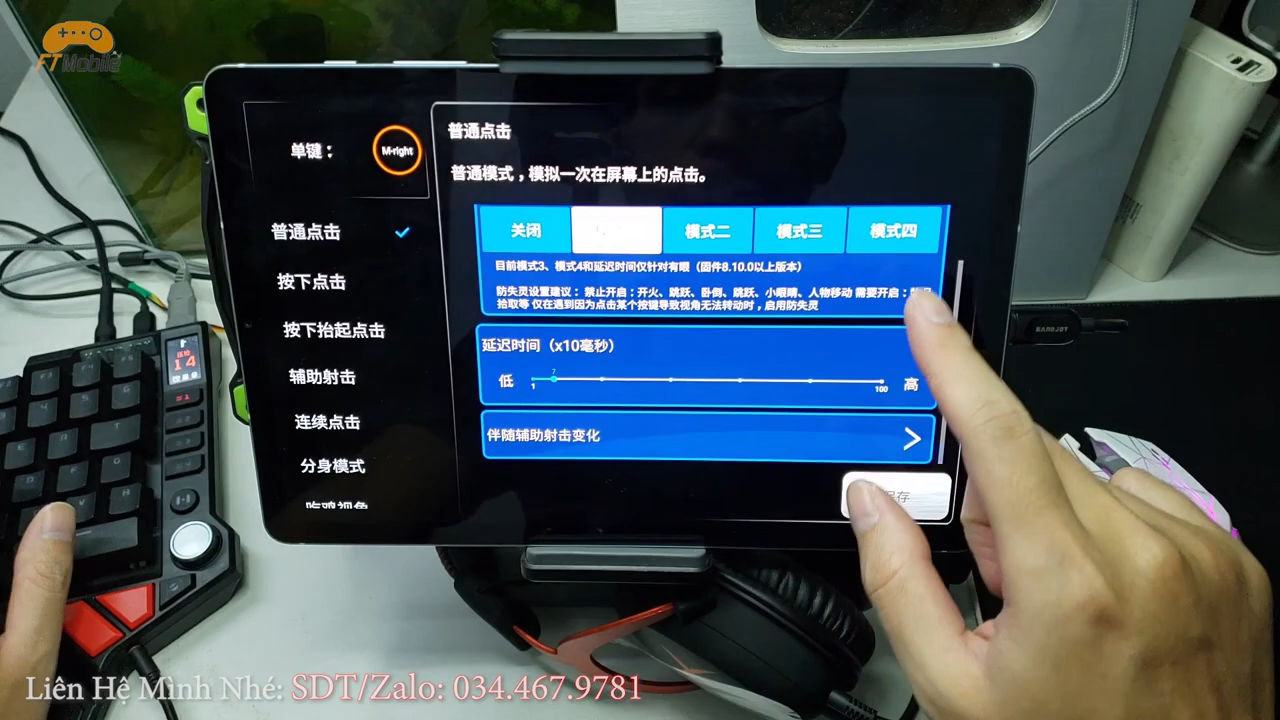 FT Mobile
单键：
M-right
普通点击
按下点击
按下抬起点击
辅助射击
连续点击
分身模式
吃鸡视角
普通点击
普通模式，模拟一次在屏幕上的点击。
关闭
模式二
模式三
模式四
目前模式3、模式4和延迟时间仅针对有眼（固件8.10.0以上版本）
防失灵设置建议：禁止开启：开火、跳跃、卧倒、跳跃、小眼睛、人物移动 需要开启：
拾取等 仅在遇到因为点击某个按键导致视角无法转动时，启用防失灵
延迟时间（x10毫秒）
低
7
1
100
高
伴随辅助射击变化
保存
14
Liên Hệ Mình Nhé: SDT/Zalo: 034.467.9781